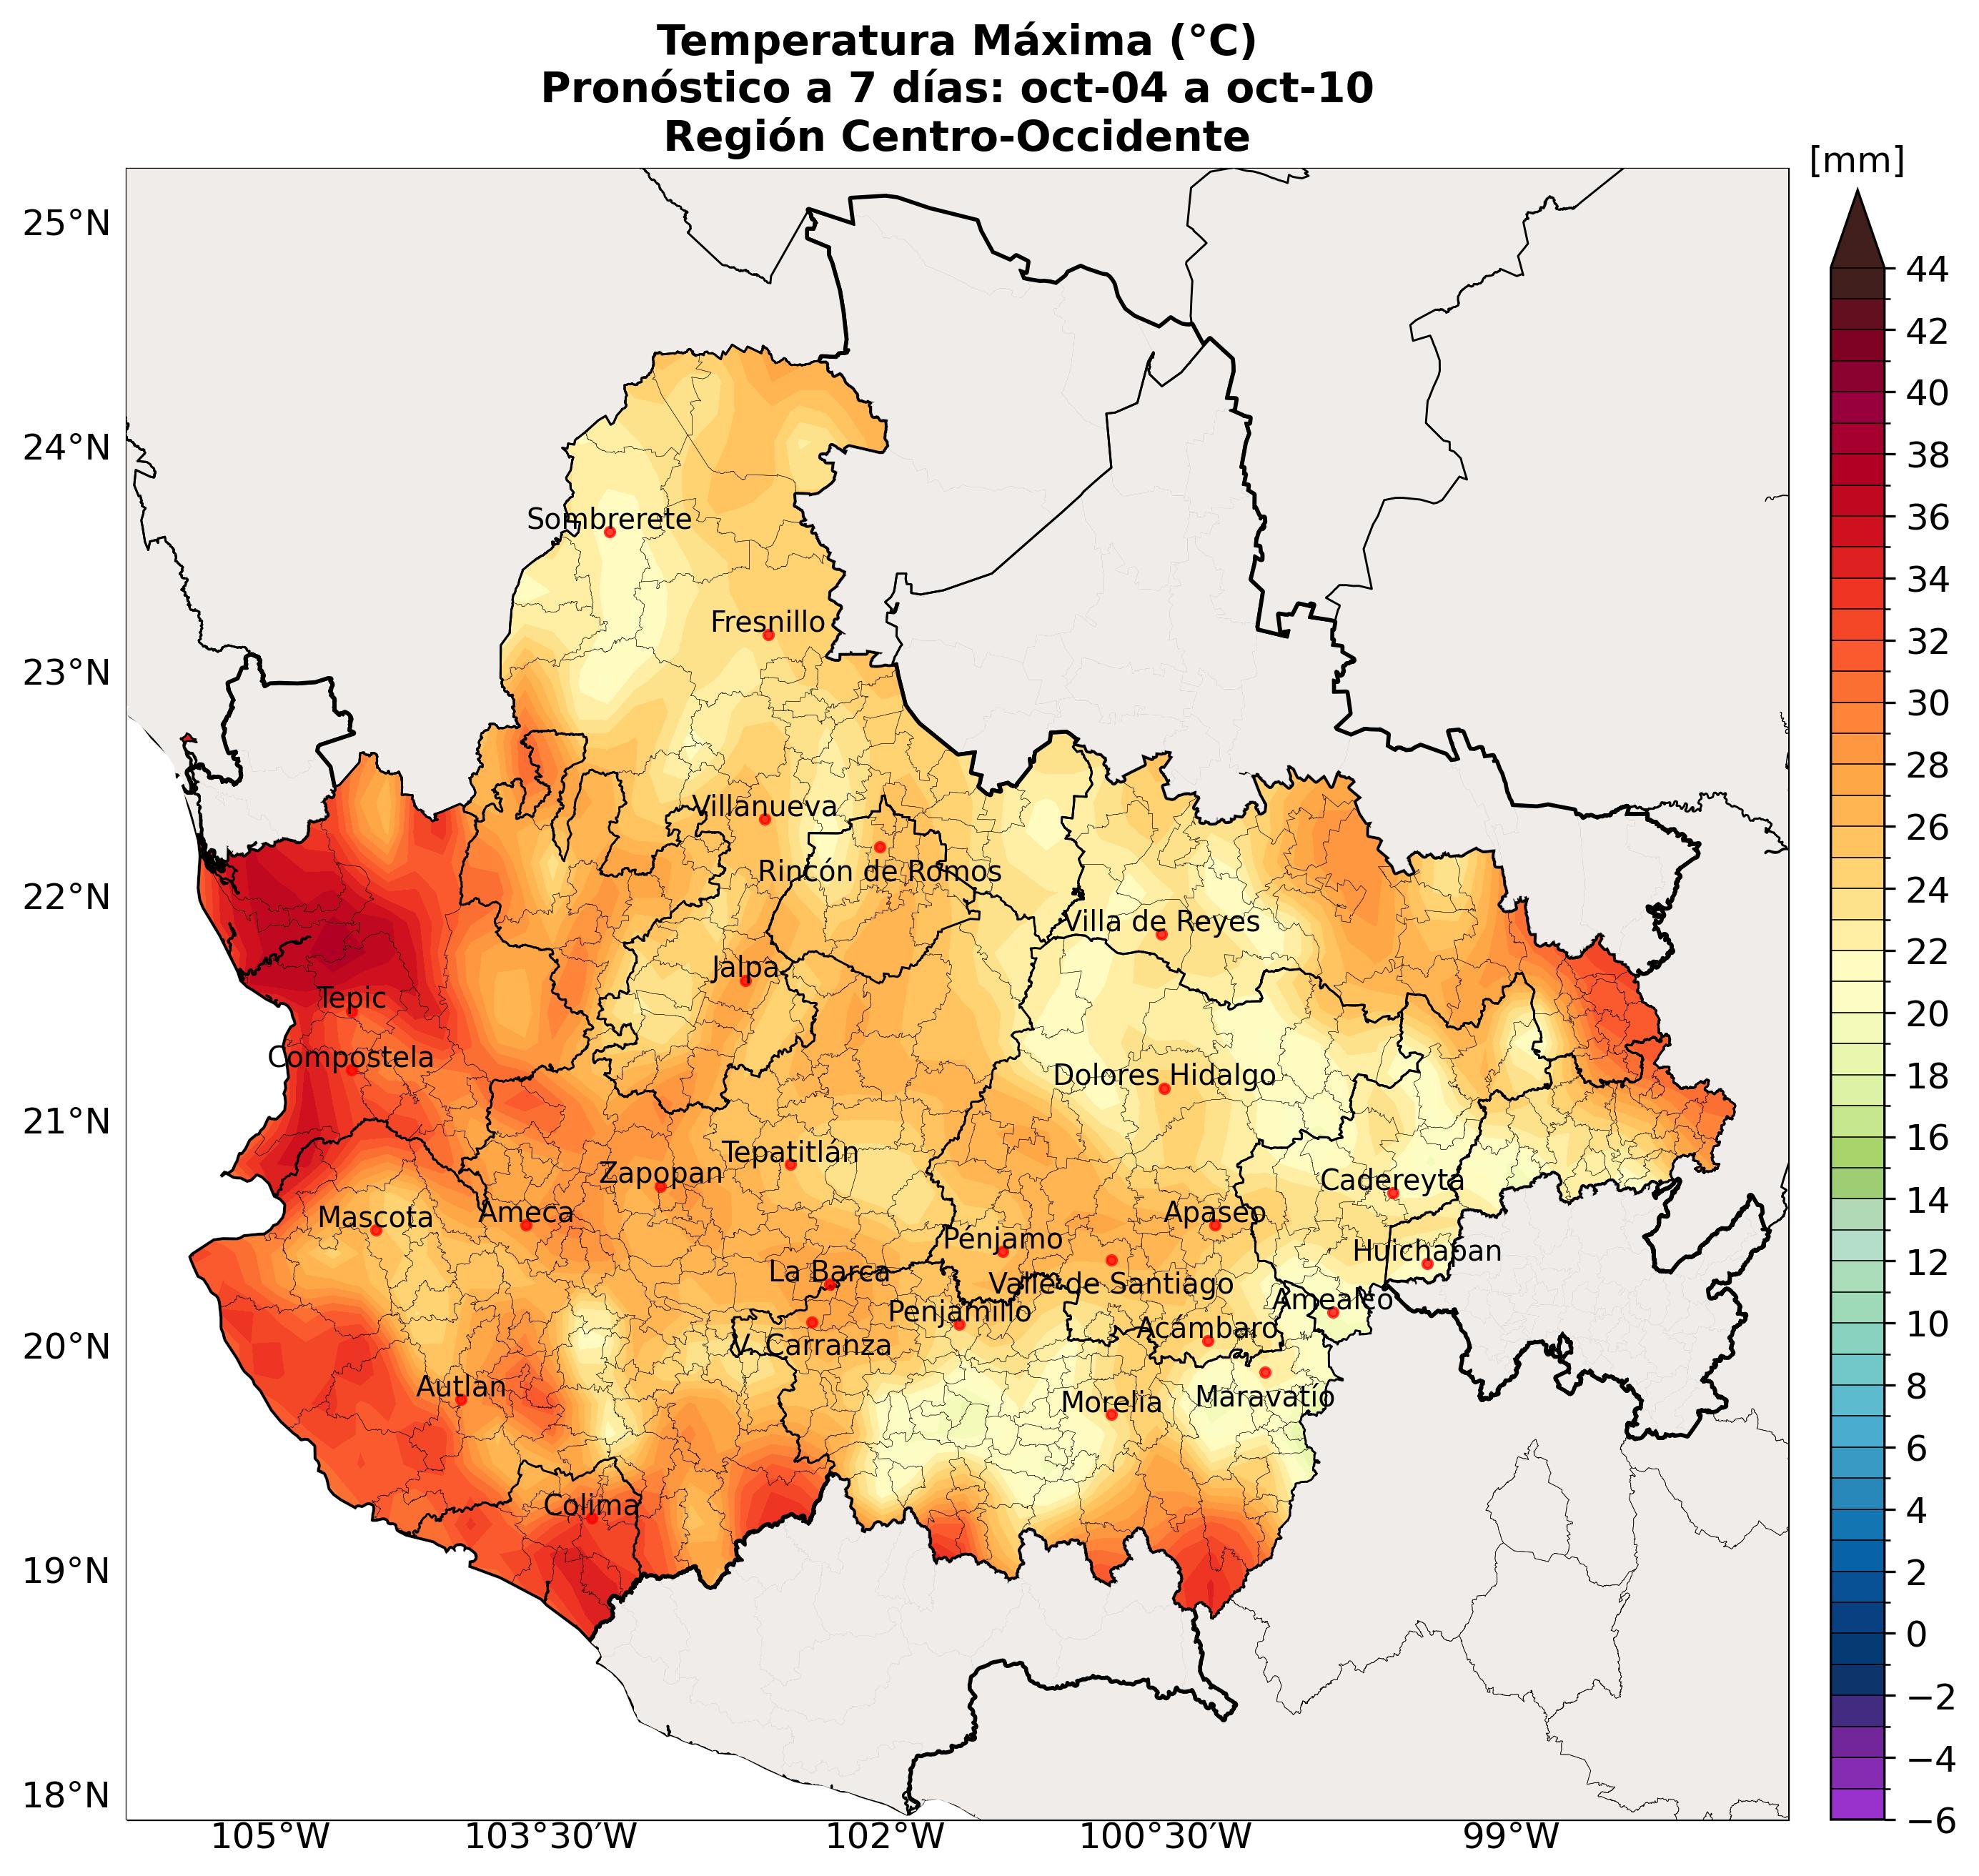 Temperatura Máxima (°C)
Pronóstico a 7 días: oct-04 a oct-10
Región Centro-Occidente
[mm]
25°N
24°N
23°N
22°N
21°N
20°N
19°N
18°N
Sombrerete
Fresnillo
Villanueva
Rincón de Romos
Villa de Reyes
Jalpa
Tepic
Compostela
Dolores Hidalgo
Tepatitlán
Zapopan
Cadereyta
Mascota
Ameca
Apaseo
Pénjamo
Huichapan
La Barca
Valle de Santiago
Amealco
Penjamillo
Acámbaro
V. Carranza
Autlan
Morelia
Maravatío
Colima
105°W
103°30′W
102°W
100°30′W
99°W
44
42
40
38
36
34
32
30
28
26
24
22
20
18
16
14
12
10
8
6
4
2
0
−2
−4
−6